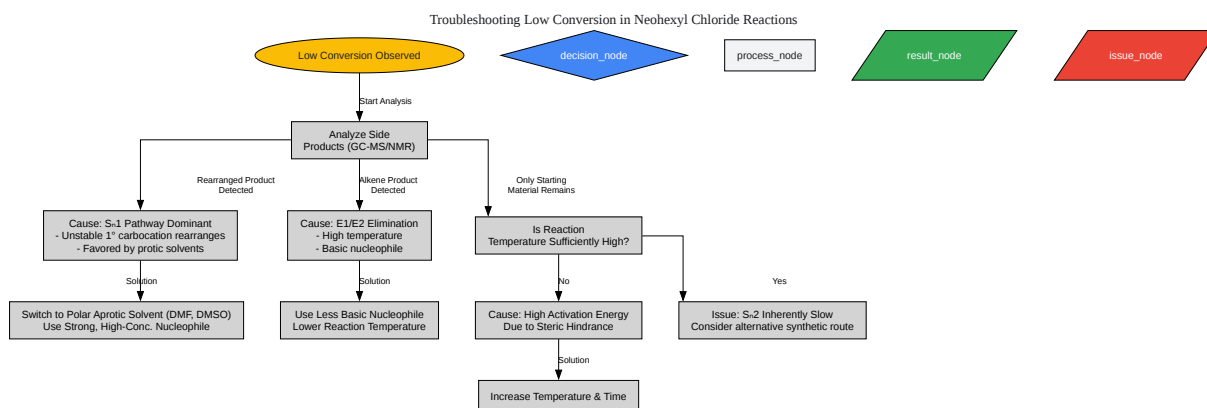 Troubleshooting Low Conversion in Neohexyl Chloride Reactions
Low Conversion Observed
decision_node
process_node
result_node
issue_node
Start Analysis
Analyze Side
Products (GC-MS/NMR)
Rearranged Product
Detected
Alkene Product
Detected
Only Starting
Material Remains
Cause: Sₙ1 Pathway Dominant
- Unstable 1° carbocation rearranges
- Favored by protic solvents
Cause: E1/E2 Elimination
- High temperature
- Basic nucleophile
Is Reaction
Temperature Sufficiently High?
Solution
Solution
No
Yes
Switch to Polar Aprotic Solvent (DMF, DMSO)
Use Strong, High-Conc. Nucleophile
Use Less Basic Nucleophile
Lower Reaction Temperature
Cause: High Activation Energy
Due to Steric Hindrance
Issue: Sₙ2 Inherently Slow
Consider alternative synthetic route
Solution
Increase Temperature & Time